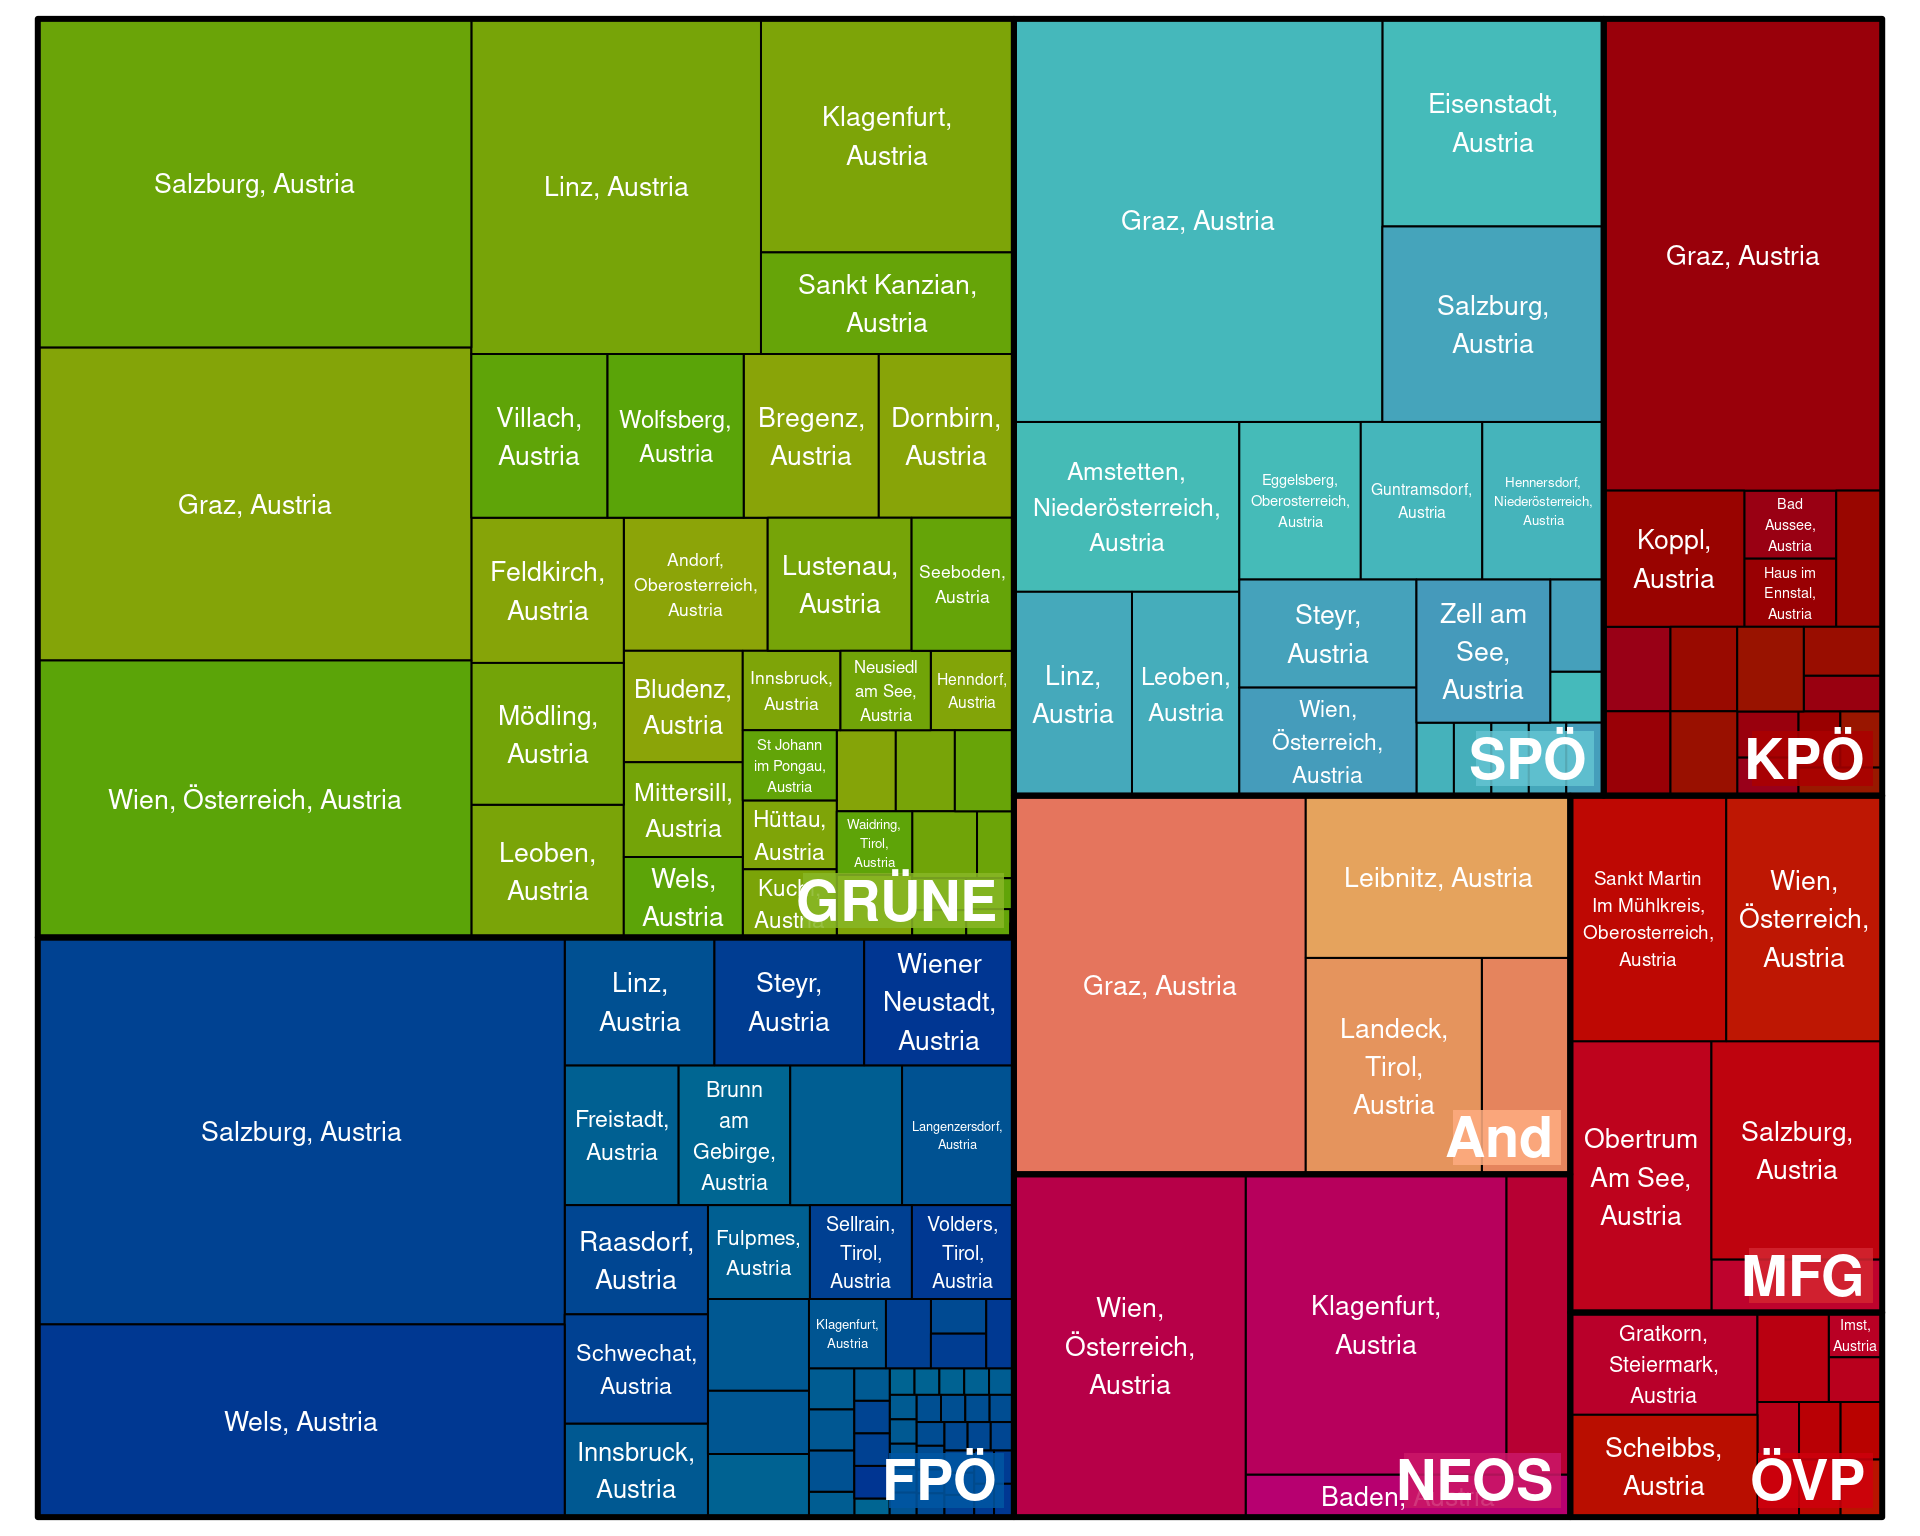 Salzburg, Austria
Graz, Austria
Wien, Österreich, Austria
Linz, Austria
Klagenfurt,
Austria
Sankt Kanzian,
Austria
Villach,
Austria
Wolfsberg,
Austria
Bregenz,
Austria
Dornbirn,
Austria
Feldkirch,
Austria
Andorf,
Oberosterreich,
Austria
Lustenau,
Austria
Seeboden,
Austria
Mödling,
Austria
Leoben,
Austria
Bludenz,
Austria
Mittersill,
Austria
Wels,
Austria
Innsbruck,
Austria
Neusiedl
am See,
Austria
Henndorf,
Austria
St Johann
im Pongau,
Austria
Hüttau,
Austria
Waidring,
Tirol,
Austria
Kuchl,
Austria
GRÜNE
Salzburg, Austria
Wels, Austria
Linz,
Austria
Steyr,
Austria
Wiener
Neustadt,
Austria
Freistadt,
Austria
Brunn
am
Gebirge,
Austria
Langenzersdorf,
Austria
Raasdorf,
Austria
Fulpmes,
Austria
Sellrain,
Tirol,
Austria
Volders,
Tirol,
Austria
Schwechat,
Austria
Klagenfurt,
Austria
Innsbruck,
Austria
FPÖ
Graz, Austria
Eisenstadt,
Austria
Salzburg,
Austria
Amstetten,
Niederösterreich,
Austria
Eggelsberg,
Oberosterreich,
Austria
Guntramsdorf,
Austria
Hennersdorf,
Niederösterreich,
Austria
Linz,
Austria
Leoben,
Austria
Steyr,
Austria
Zell am
See,
Austria
Wien,
Österreich,
Austria
SPÖ
Graz, Austria
Koppl,
Austria
Bad
Aussee,
Austria
Haus im
Ennstal,
Austria
KPÖ
Graz, Austria
Leibnitz, Austria
Landeck,
Tirol,
Austria
And
Sankt Martin
Im Mühlkreis,
Oberosterreich,
Austria
Wien,
Österreich,
Austria
Obertrum
Am See,
Austria
Salzburg,
Austria
MFG
Wien,
Österreich,
Austria
Klagenfurt,
Austria
Baden, Austria
NEOS
Gratkorn,
Steiermark,
Austria
Imst,
Austria
Scheibbs,
Austria
ÖVP